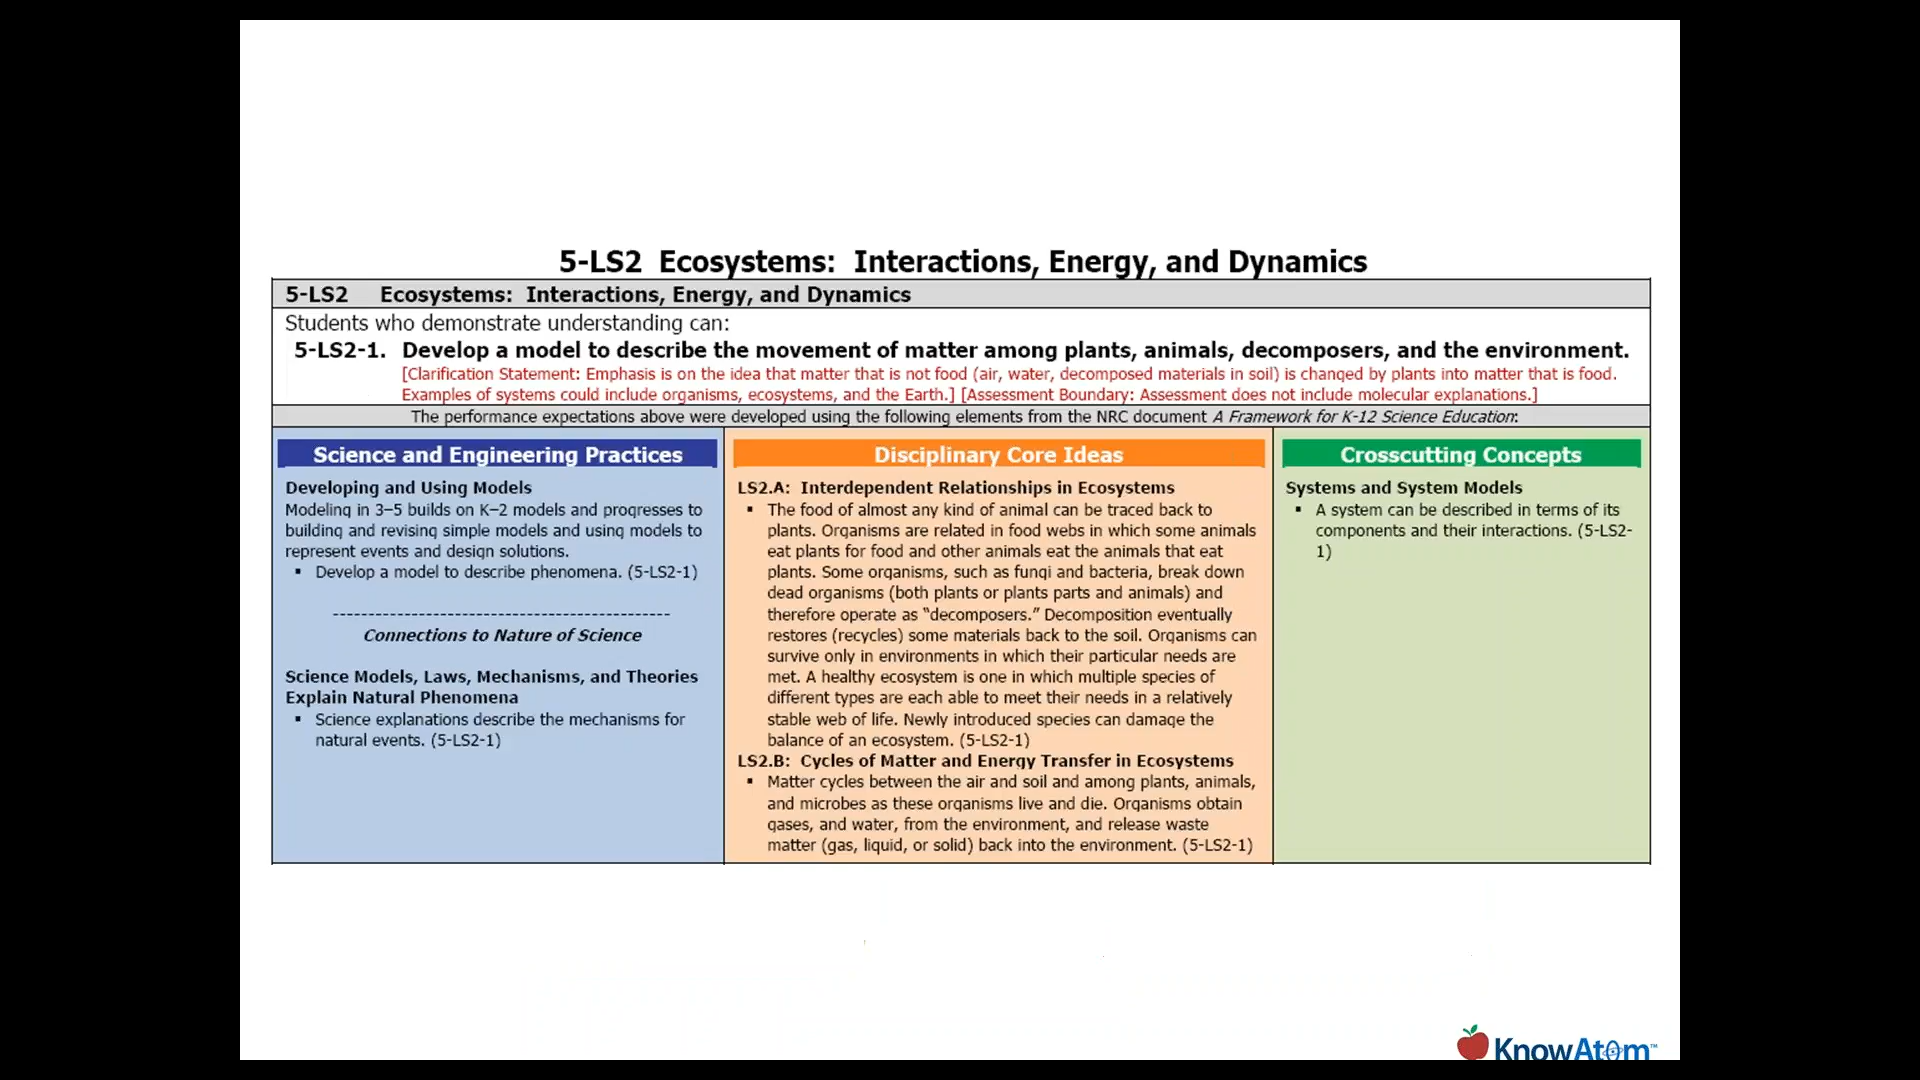 5-LS2 Ecosystems: Interactions, Energy, and Dynamics
5-LS2 Ecosystems: Interactions, Energy, and Dynamics
Students who demonstrate understanding can:
5-LS2-1. Develop a model to describe the movement of matter among plants, animals, decomposers, and the environment.
[Clarification Statement: Emphasis is on the idea that matter that is not food (air, water, decomposed materials in soil) is changed by plants into matter that is food.
Examples of systems could include organisms, ecosystems, and the Earth.] [Assessment Boundary: Assessment does not include molecular explanations.]
The performance expectations above were developed using the following elements from the NRC document A Framework for K-12 Science Education:
Science and Engineering Practices
Developing and Using Models
Modeling in 3–5 builds on K–2 models and progresses to
building and revising simple models and using models to
represent events and design solutions.
▪ Develop a model to describe phenomena. (5-LS2-1)
-----------------------------------------------
Connections to Nature of Science
Science Models, Laws, Mechanisms, and Theories
Explain Natural Phenomena
▪ Science explanations describe the mechanisms for
natural events. (5-LS2-1)
Disciplinary Core Ideas
LS2.A: Interdependent Relationships in Ecosystems
▪ The food of almost any kind of animal can be traced back to
plants. Organisms are related in food webs in which some animals
eat plants for food and other animals eat the animals that eat
plants. Some organisms, such as fungi and bacteria, break down
dead organisms (both plants or plants parts and animals) and
therefore operate as “decomposers.” Decomposition eventually
restores (recycles) some materials back to the soil. Organisms can
survive only in environments in which their particular needs are
met. A healthy ecosystem is one in which multiple species of
different types are each able to meet their needs in a relatively
stable web of life. Newly introduced species can damage the
balance of an ecosystem. (5-LS2-1)
LS2.B: Cycles of Matter and Energy Transfer in Ecosystems
▪ Matter cycles between the air and soil and among plants, animals,
and microbes as these organisms live and die. Organisms obtain
gases, and water, from the environment, and release waste
matter (gas, liquid, or solid) back into the environment. (5-LS2-1)
Crosscutting Concepts
Systems and System Models
▪ A system can be described in terms of its
components and their interactions. (5-LS2-
1)
KnowAtom™